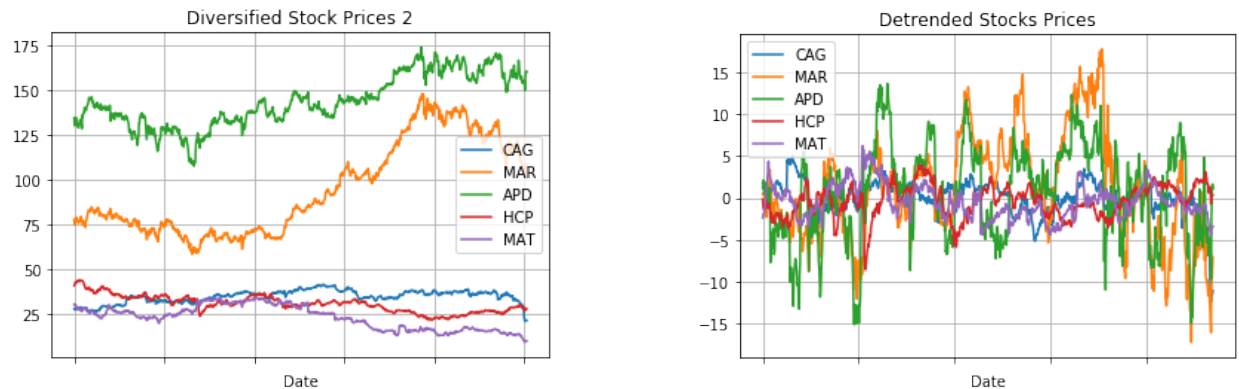 Diversified Stock Prices 2
175
150
125
100
75
50
25
CAG
MAR
APD
HCP
MAT
Date
Detrended Stocks Prices
15
10
5
0
−5
−10
−15
CAG
MAR
APD
HCP
MAT
Date